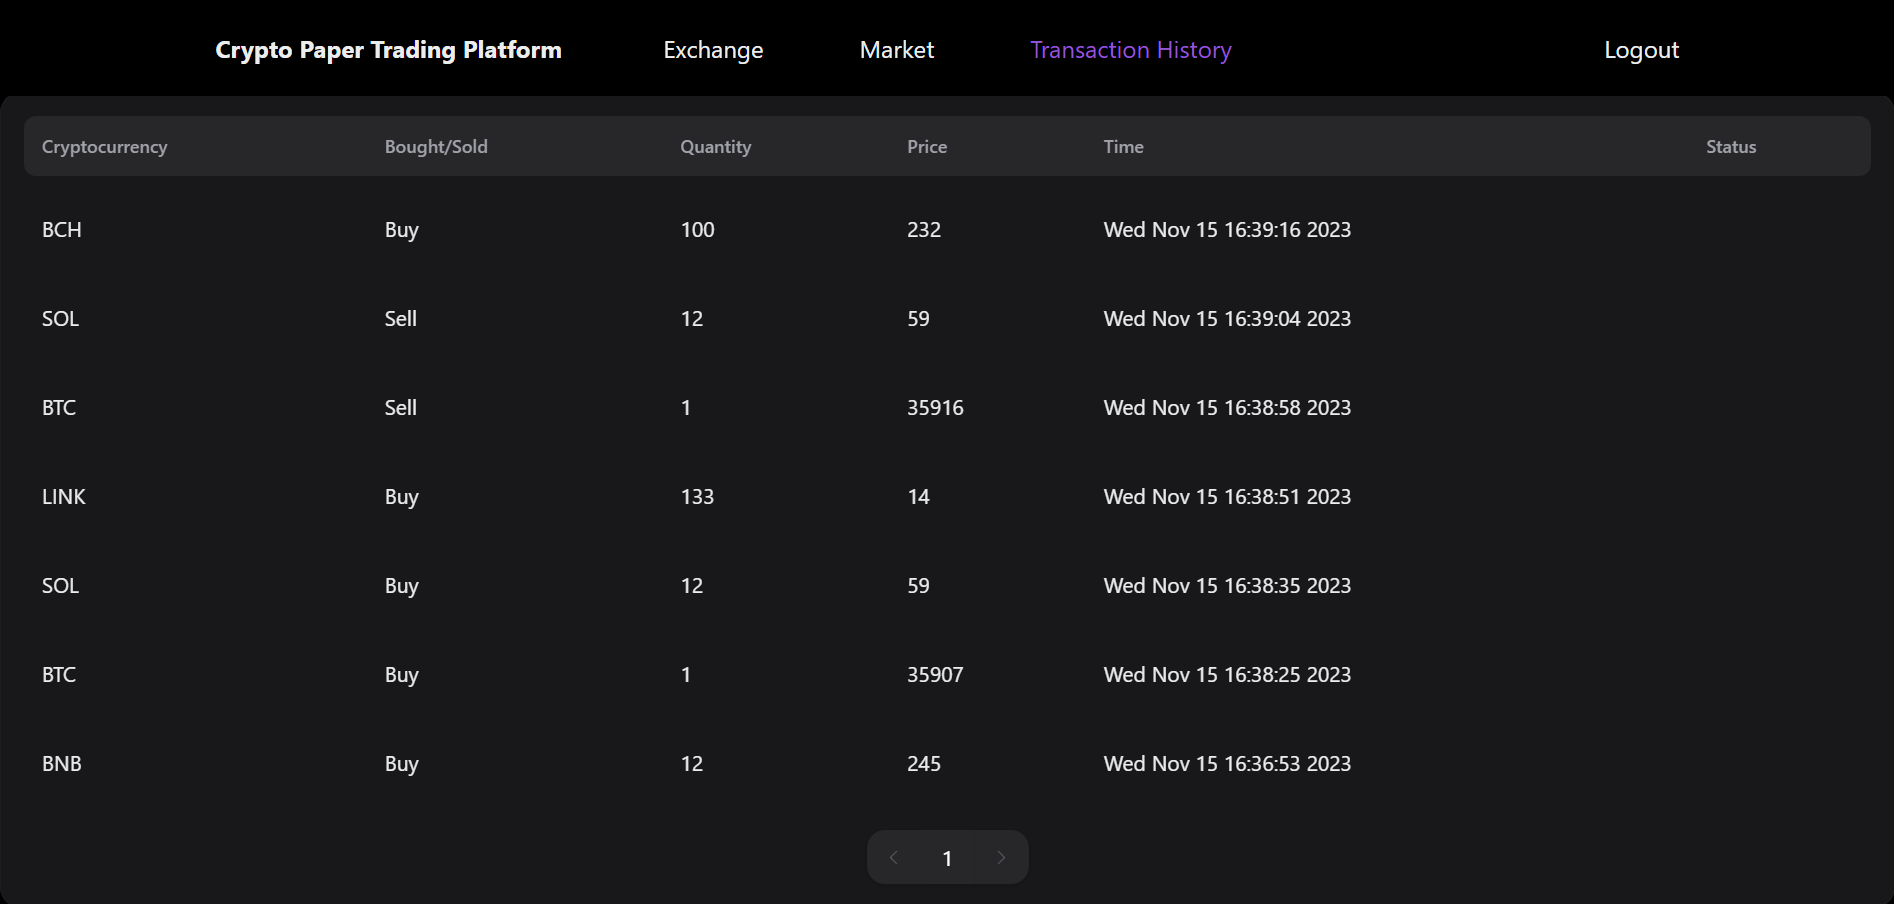 Crypto Paper Trading Platform Exchange Market Transaction History Logout
Cryptocurrency Bought/Sold Quantity Price Time Status
BCH Buy 100 232 Wed Nov 15 16:39:16 2023
SOL Sell 12 59 Wed Nov 15 16:39:04 2023
BTC Sell 1 35916 Wed Nov 15 16:38:58 2023
LINK Buy 133 14 Wed Nov 15 16:38:51 2023
SOL Buy 12 59 Wed Nov 15 16:38:35 2023
BTC Buy 1 35907 Wed Nov 15 16:38:25 2023
BNB Buy 12 245 Wed Nov 15 16:36:53 2023
1